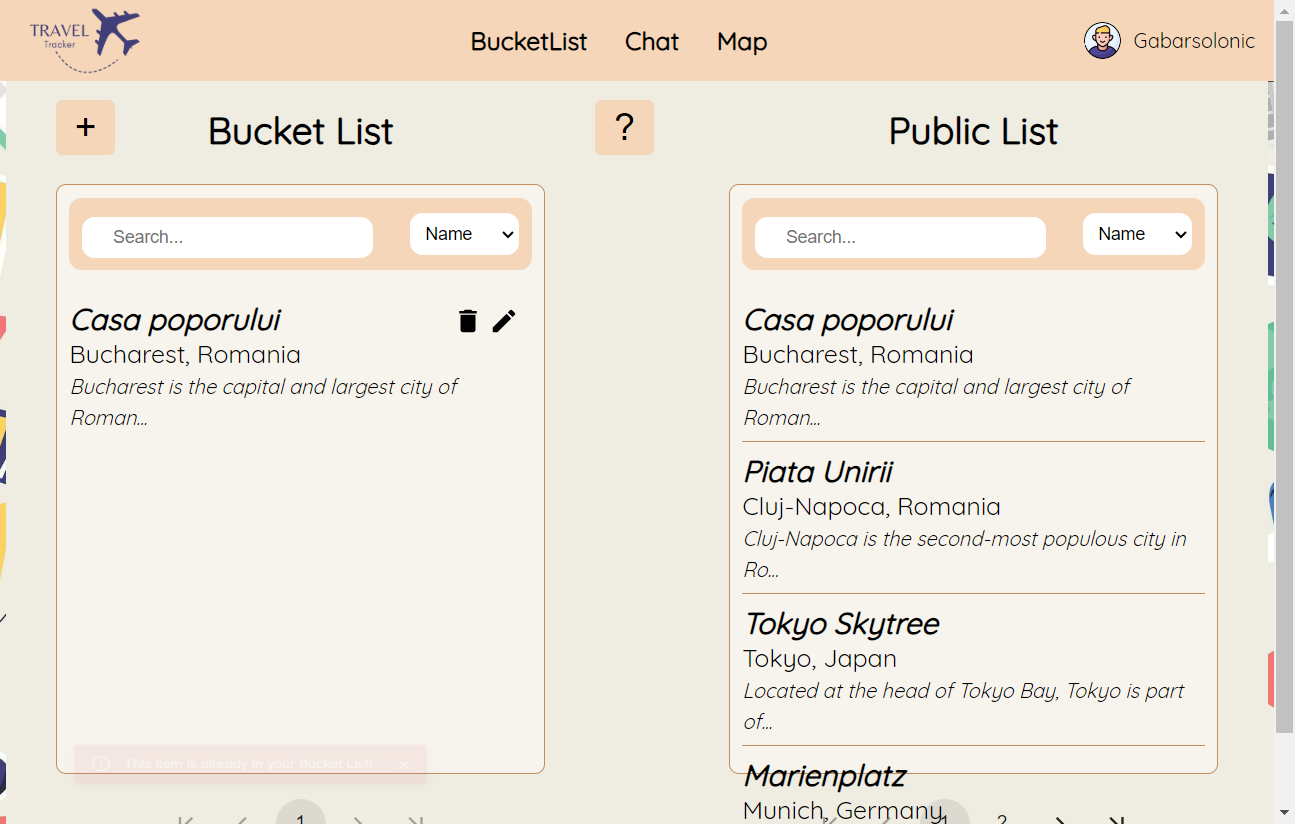 TRAVEL
Tracker
BucketList
Chat
Map
Gabarsolonic
+
Bucket List
?
Public List
Search...
Name
Casa poporului
Bucharest, Romania
Bucharest is the capital and largest city of
Roman...
This item is already in your Bucket List!
1
Search...
Name
Casa poporului
Bucharest, Romania
Bucharest is the capital and largest city of
Roman...
Piata Unirii
Cluj-Napoca, Romania
Cluj-Napoca is the second-most populous city in
Ro...
Tokyo Skytree
Tokyo, Japan
Located at the head of Tokyo Bay, Tokyo is part
of...
Marienplatz
Munich, Germany
1 2